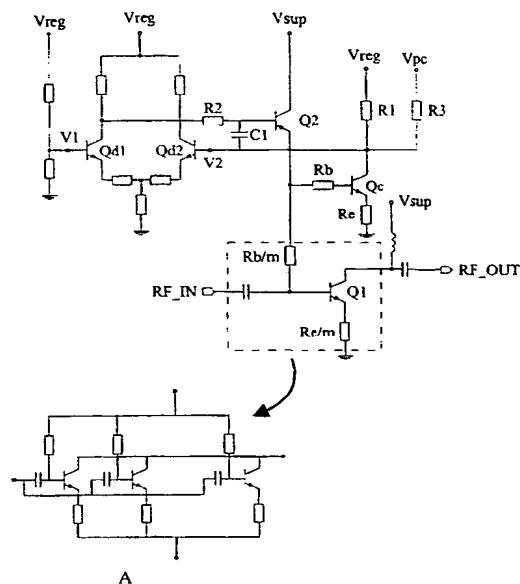 Vsup
Vreg
Vreg
Vreg
Vpc
R2
Q2
R1
R3
C1
V1
Qd1
Qd2
V2
Rb
Qc
Re
Vsup
Rb/m
RF_IN
Q1
RF_OUT
Re/m
A